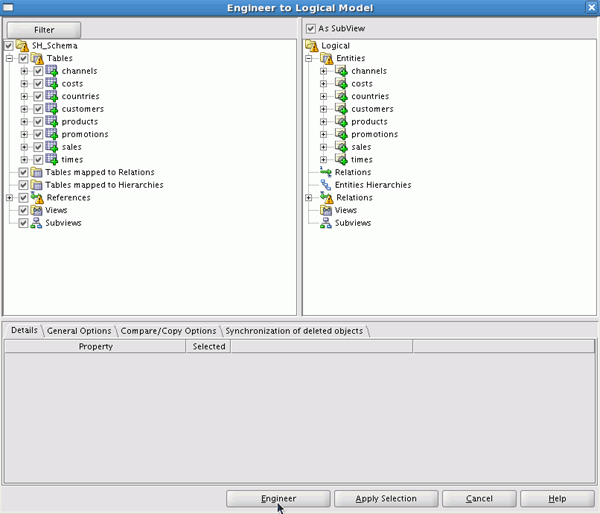 Engineer to Logical Model
Filter
SH_Schema
Tables
channels
costs
countries
customers
products
promotions
sales
times
Tables mapped to Relations
Tables mapped to Hierarchies
References
Views
Subviews
As SubView
Logical
Entities
channels
costs
countries
customers
products
promotions
sales
times
Relations
Entities Hierarchies
Relations
Views
Subviews
Details General Options Compare/Copy Options Synchronization of deleted objects
Property Selected
Engineer Apply Selection Cancel Help